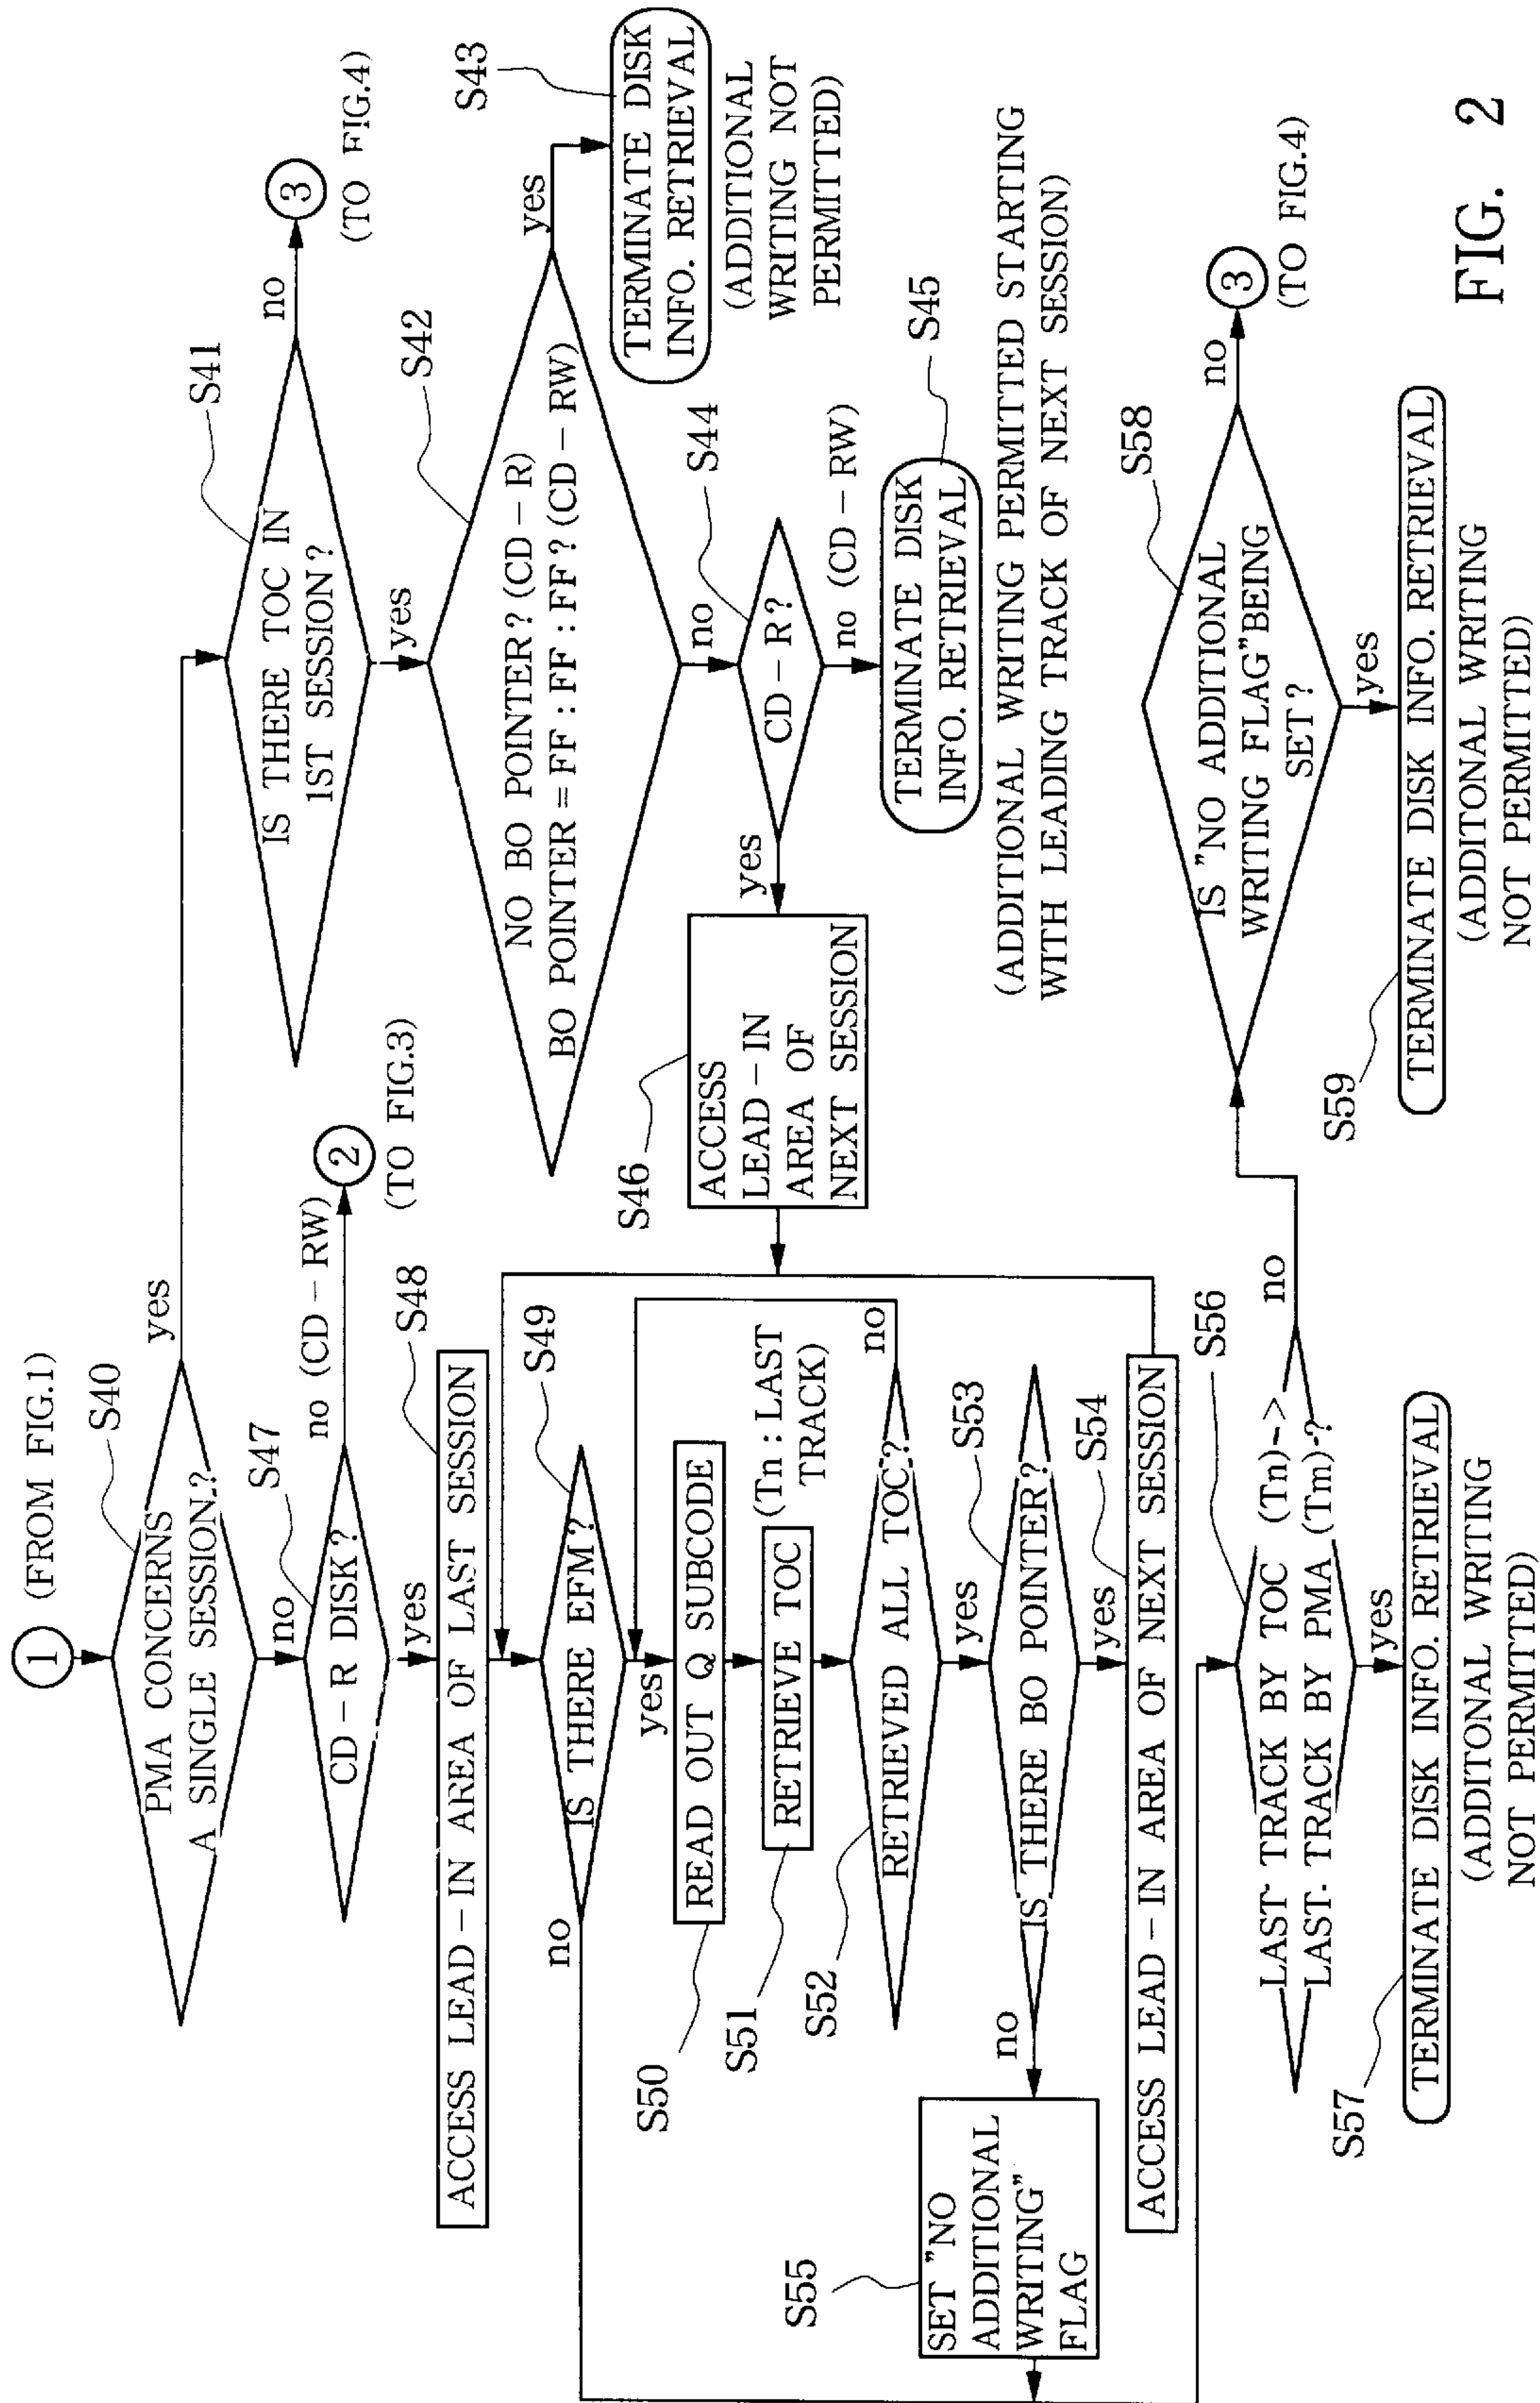 1 (FROM FIG.1)
S40
PMA CONCERNS
A SINGLE SESSION?
yes
no
S47
CD-R DISK?
no (CD-RW)
2
(TO FIG.3)
yes
S48
ACCESS LEAD-IN AREA OF LAST SESSION
S49
IS THERE EFM?
no
yes
S50
READ OUT Q SUBCODE
S51
RETRIEVE TOC
(Tn : LAST
TRACK)
S52
RETRIEVED ALL TOC?
no
yes
S53
IS THERE BO POINTER?
no
yes
S55
SET "NO
ADDITIONAL
WRITING"
FLAG
S54
ACCESS LEAD-IN AREA OF NEXT SESSION
S56
LAST TRACK BY TOC (Tn) >
LAST TRACK BY PMA (Tm) ?
no
yes
S57
TERMINATE DISK INFO. RETRIEVAL
(ADDITONAL WRITING
NOT PERMITTED)
S41
IS THERE TOC IN
1ST SESSION?
no
3
(TO FIG.4)
yes
S42
NO BO POINTER? (CD-R)
BO POINTER=FF:FF:FF? (CD-RW)
yes
S43
TERMINATE DISK
INFO. RETRIEVAL
(ADDITIONAL
WRITING NOT
PERMITTED)
no
S44
CD-R?
yes
no (CD-RW)
S45
TERMINATE DISK
INFO. RETRIEVAL
(ADDITIONAL WRITING PERMITTED STARTING
WITH LEADING TRACK OF NEXT SESSION)
S46
ACCESS
LEAD-IN
AREA OF
NEXT SESSION
S58
IS "NO ADDITIONAL
WRITING FLAG"BEING
SET?
no
3
(TO FIG.4)
yes
S59
TERMINATE DISK INFO. RETRIEVAL
(ADDITONAL WRITING
NOT PERMITTED)
FIG. 2